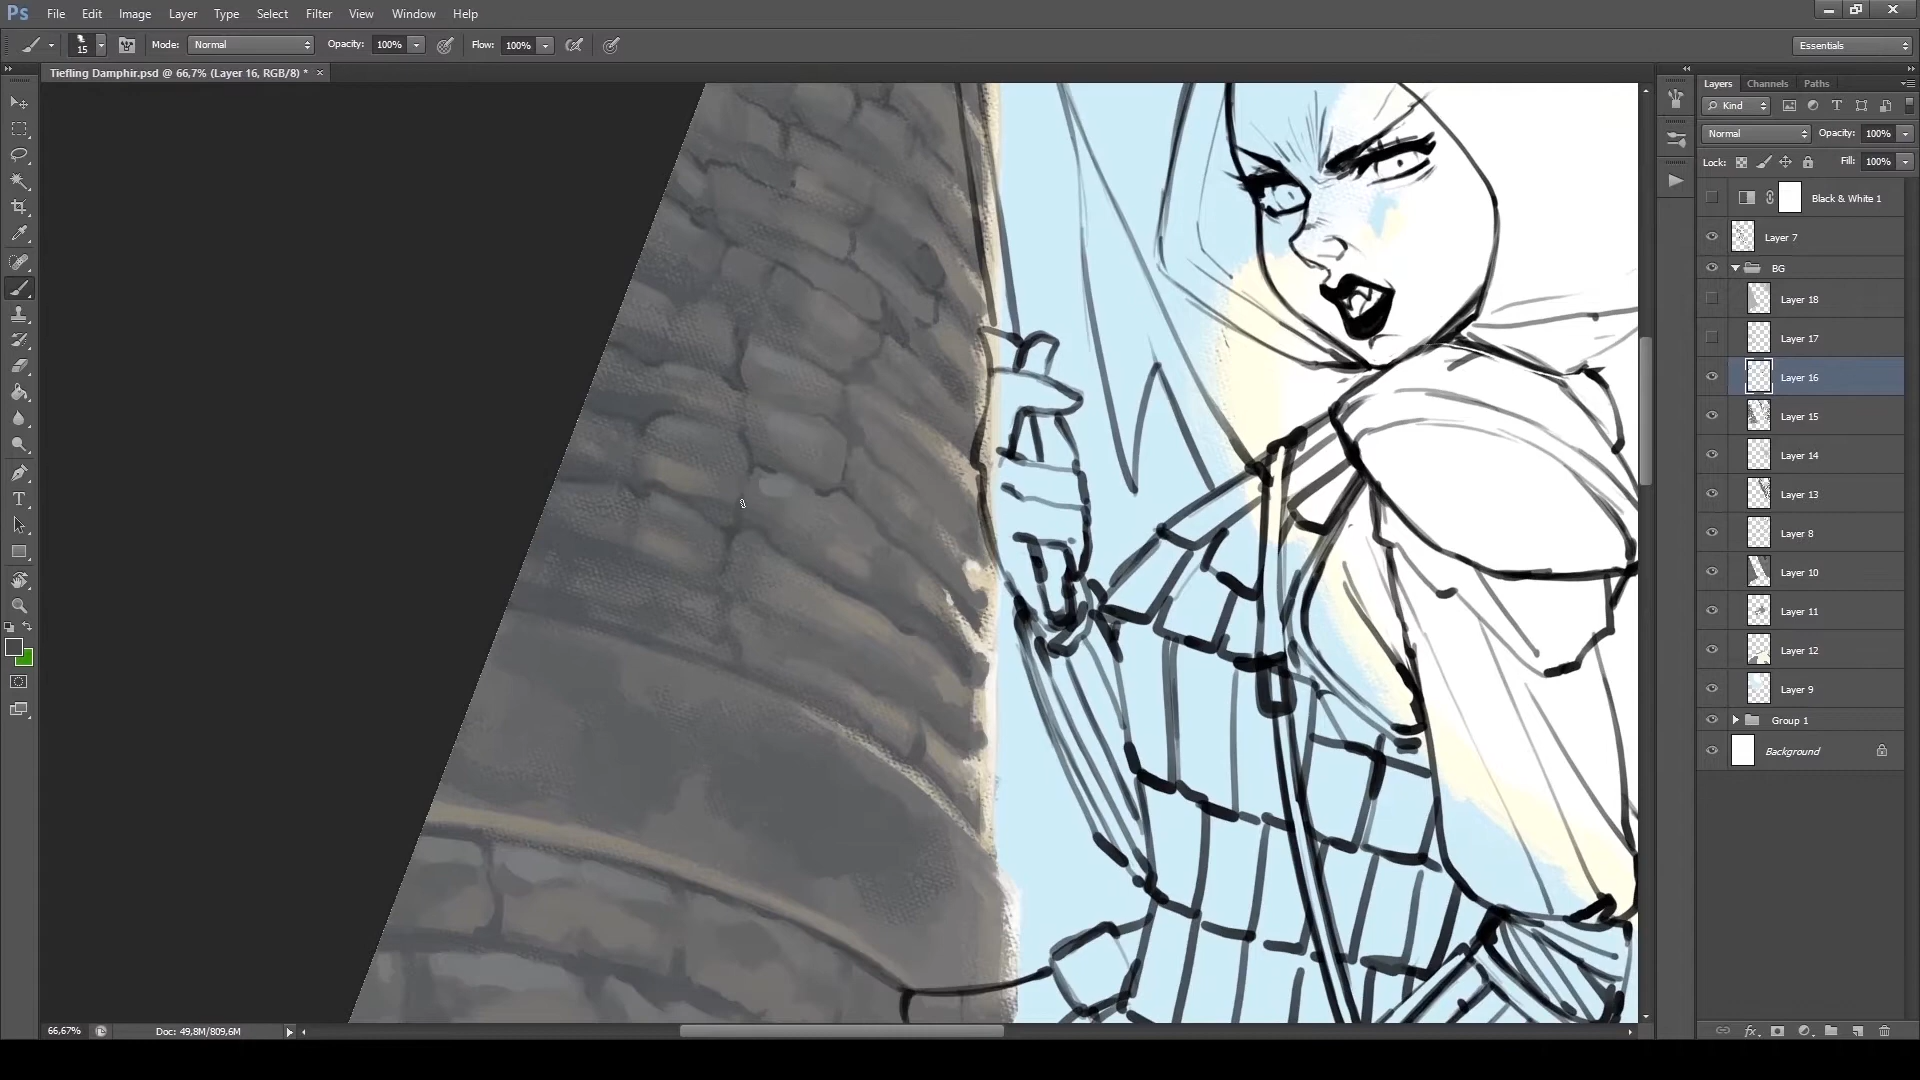 Ps File Edit Image Layer Type Select Filter View Window Help
15 Mode: Normal Opacity: 100% Flow: 100% Essentials
Tiefling Damphir.psd @ 66,7% (Layer 16, RGB/8) * ×
Layers Channels Paths
Kind
Normal Opacity: 100%
Lock: Fill: 100%
Black & White 1
Layer 7
BG
Layer 18
Layer 17
Layer 16
Layer 15
Layer 14
Layer 13
Layer 8
Layer 10
Layer 11
Layer 12
Layer 9
Group 1
Background
66,67% Doc: 49,8M/809,6M